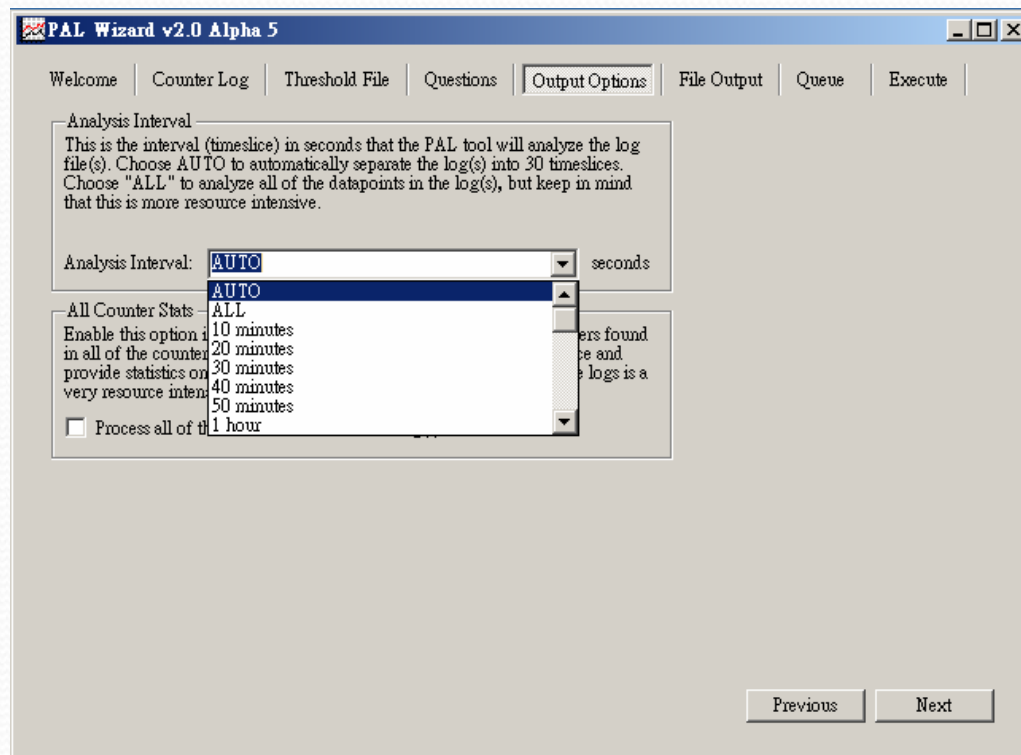 PAL Wizard v2.0 Alpha 5
Welcome Counter Log Threshold File Questions Output Options File Output Queue Execute
Analysis Interval
This is the interval (timeslice) in seconds that the PAL tool will analyze the log
file(s). Choose AUTO to automatically separate the log(s) into 30 timeslices.
Choose "ALL" to analyze all of the datapoints in the log(s), but keep in mind
that this is more resource intensive.
Analysis Interval: AUTO seconds
AUTO
ALL
10 minutes
20 minutes
30 minutes
40 minutes
50 minutes
1 hour
All Counter Stats
Enable this option ers found
in all of the counter ce and
provide statistics on logs is a
very resource inten
Process all of th
Previous Next